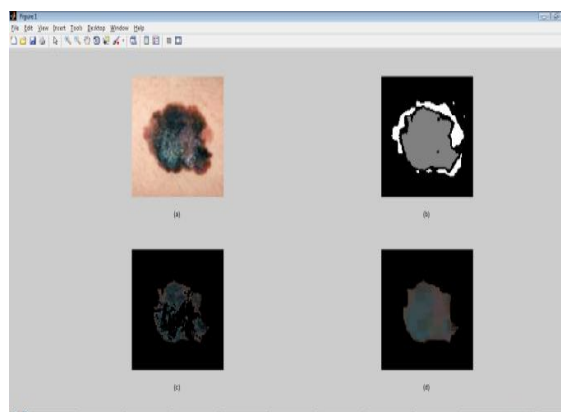 Figure 1
File Edit View Insert Tools Desktop Window Help
(a)
(b)
(c)
(d)